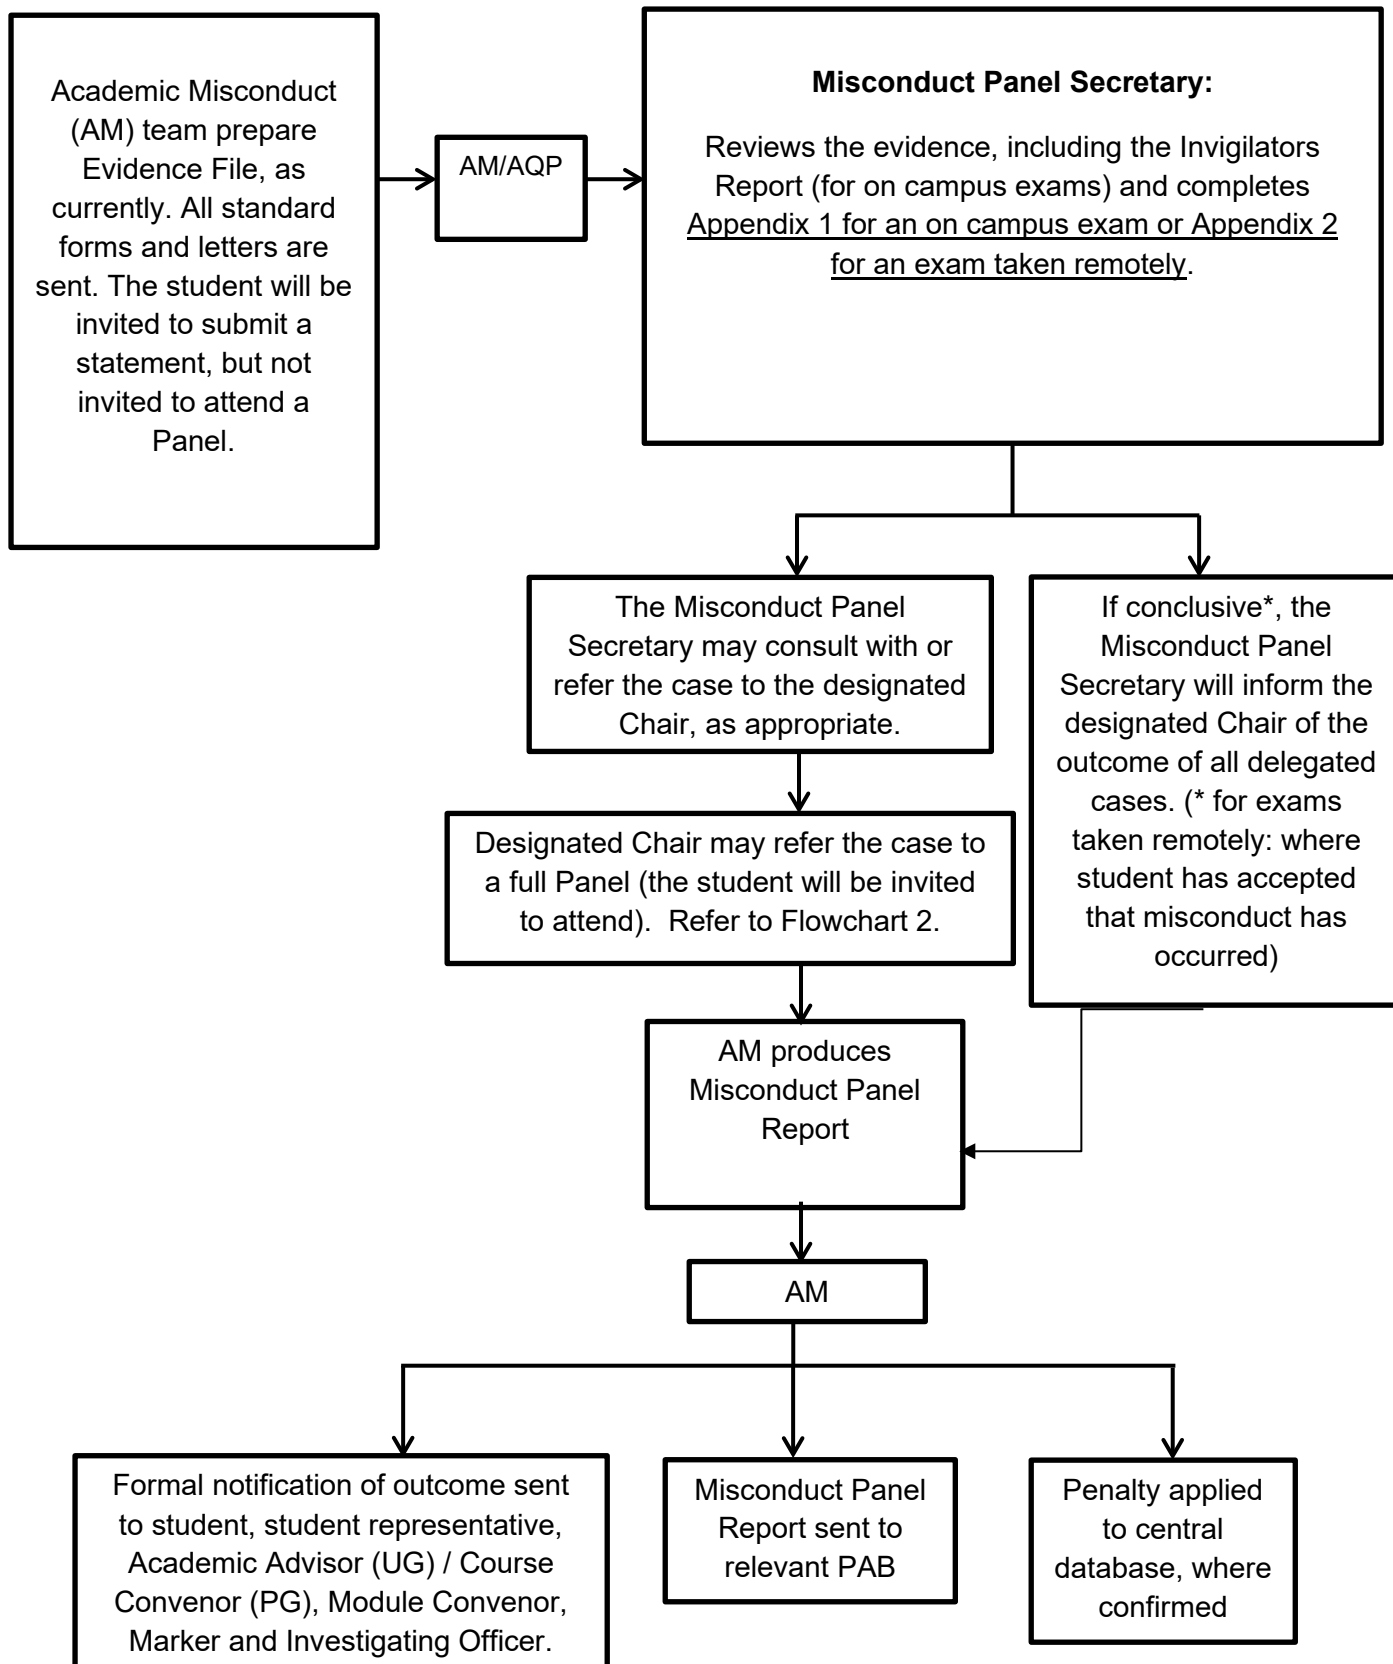 Academic Misconduct
(AM) team prepare
Evidence File, as
currently. All standard
forms and letters are
sent. The student will be
invited to submit a
statement, but not
invited to attend a
Panel.
AM/AQP
Misconduct Panel Secretary:
Reviews the evidence, including the Invigilators
Report (for on campus exams) and completes
Appendix 1 for an on campus exam or Appendix 2
for an exam taken remotely.
The Misconduct Panel
Secretary may consult with or
refer the case to the designated
Chair, as appropriate.
If conclusive*, the
Misconduct Panel
Secretary will inform the
designated Chair of the
outcome of all delegated
cases. (* for exams
taken remotely: where
student has accepted
that misconduct has
occurred)
Designated Chair may refer the case to
a full Panel (the student will be invited
to attend). Refer to Flowchart 2.
AM produces
Misconduct Panel
Report
AM
Formal notification of outcome sent
to student, student representative,
Academic Advisor (UG) / Course
Convenor (PG), Module Convenor,
Marker and Investigating Officer.
Misconduct Panel
Report sent to
relevant PAB
Penalty applied
to central
database, where
confirmed